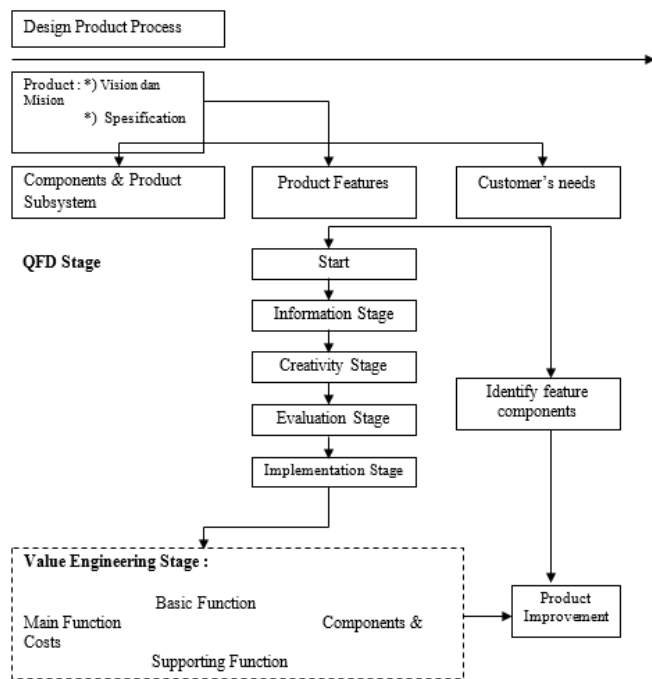 Design Product Process
Product : *) Vision dan
Mision
*) Spesification
Components & Product
Subsystem
Product Features
Customer's needs
QFD Stage
Start
Information Stage
Creativity Stage
Evaluation Stage
Identify feature
components
Implementation Stage
Value Engineering Stage :
Basic Function
Main Function Components &
Costs
Supporting Function
Product
Improvement